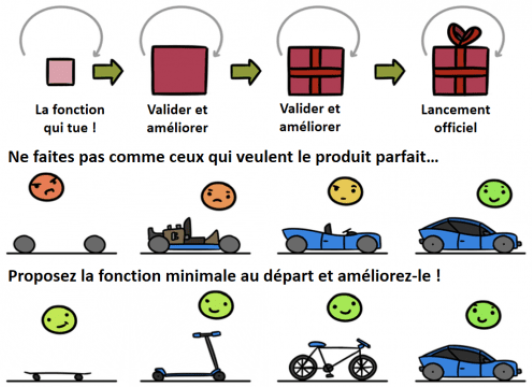 La fonction
qui tue !
Valider et
améliorer
Valider et
améliorer
Lancement
officiel
Ne faites pas comme ceux qui veulent le produit parfait...
Proposez la fonction minimale au départ et améliorez-le !